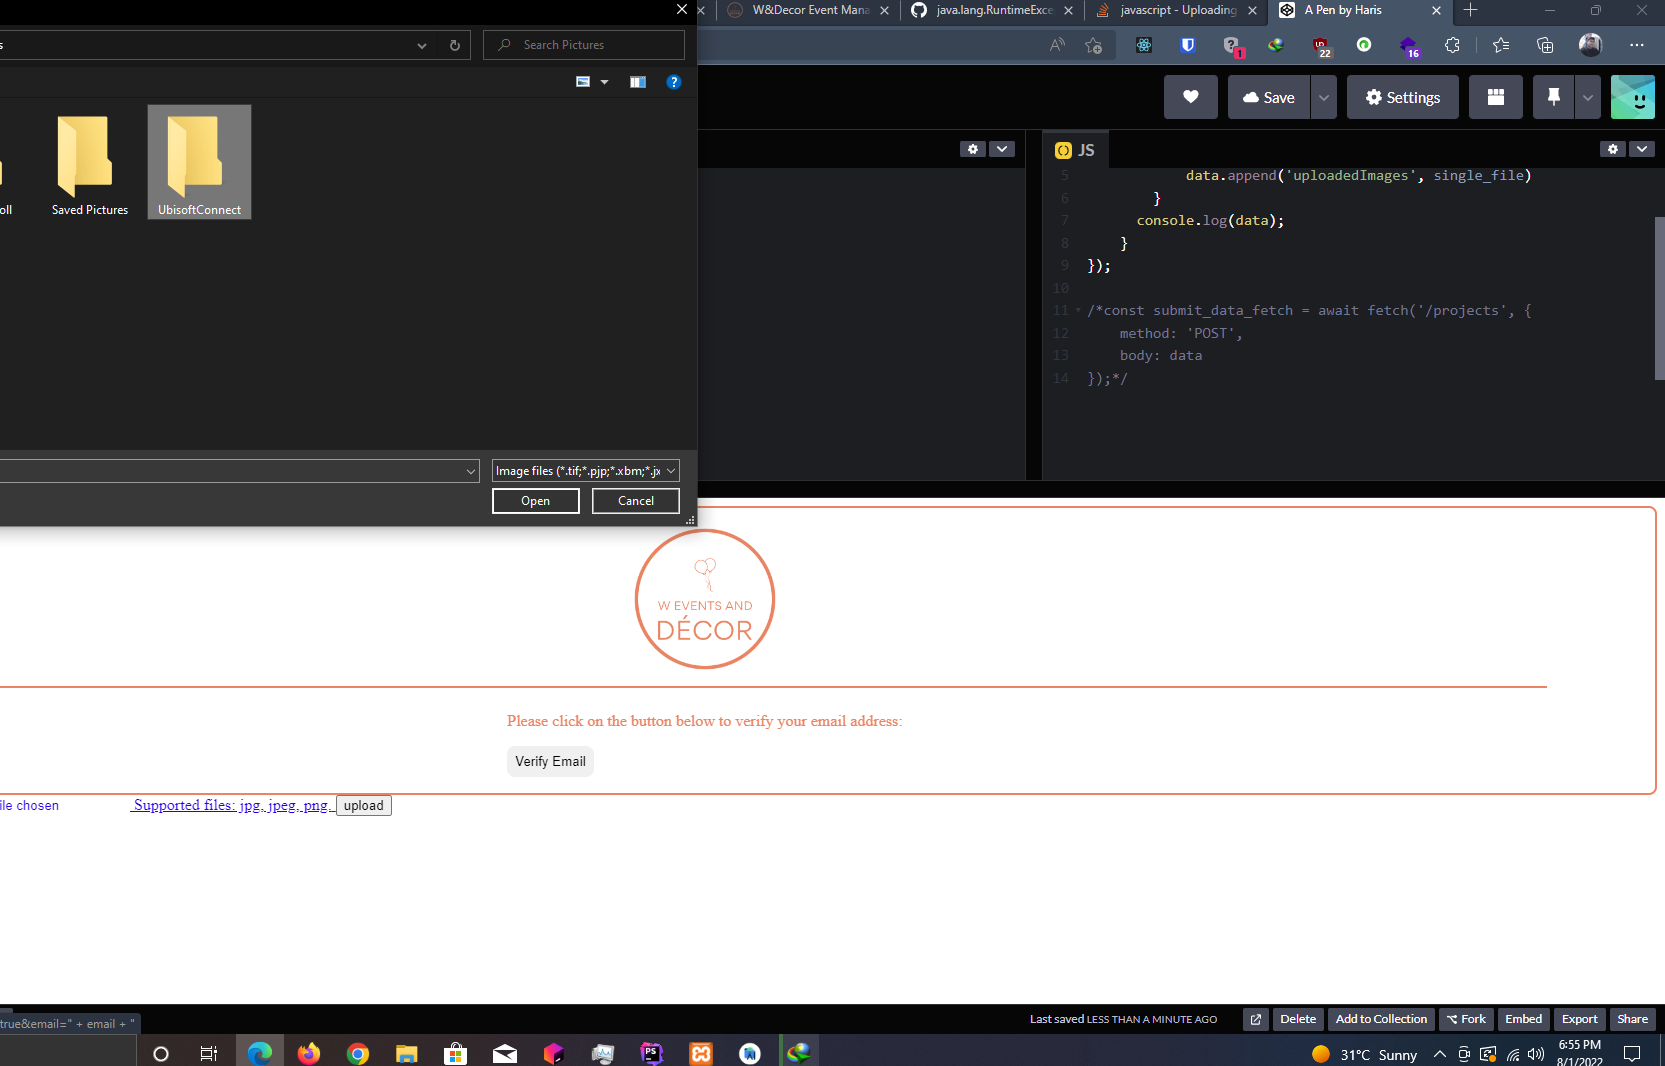 W&Decor Event Mana
java.lang.RuntimeExce
javascript - Uploading
A Pen by Haris
s
Search Pictures
1
22
16
Save
Settings
oll
Saved Pictures
UbisoftConnect
JS
5 data.append('uploadedImages', single_file)
6 }
7 console.log(data);
8 }
9 });
10
11 /*const submit_data_fetch = await fetch('/projects', {
12 method: 'POST',
13 body: data
14 });*/
Image files (*.tif;*.pjp;*.xbm;*.jx
Open
Cancel
W EVENTS AND
DÉCOR
Please click on the button below to verify your email address:
Verify Email
ile chosen
Supported files: jpg, jpeg, png.
upload
Last saved LESS THAN A MINUTE AGO
Delete
Add to Collection
Fork
Embed
Export
Share
true&email=" + email + "
PS
31°C Sunny
6:55 PM
8/1/2022